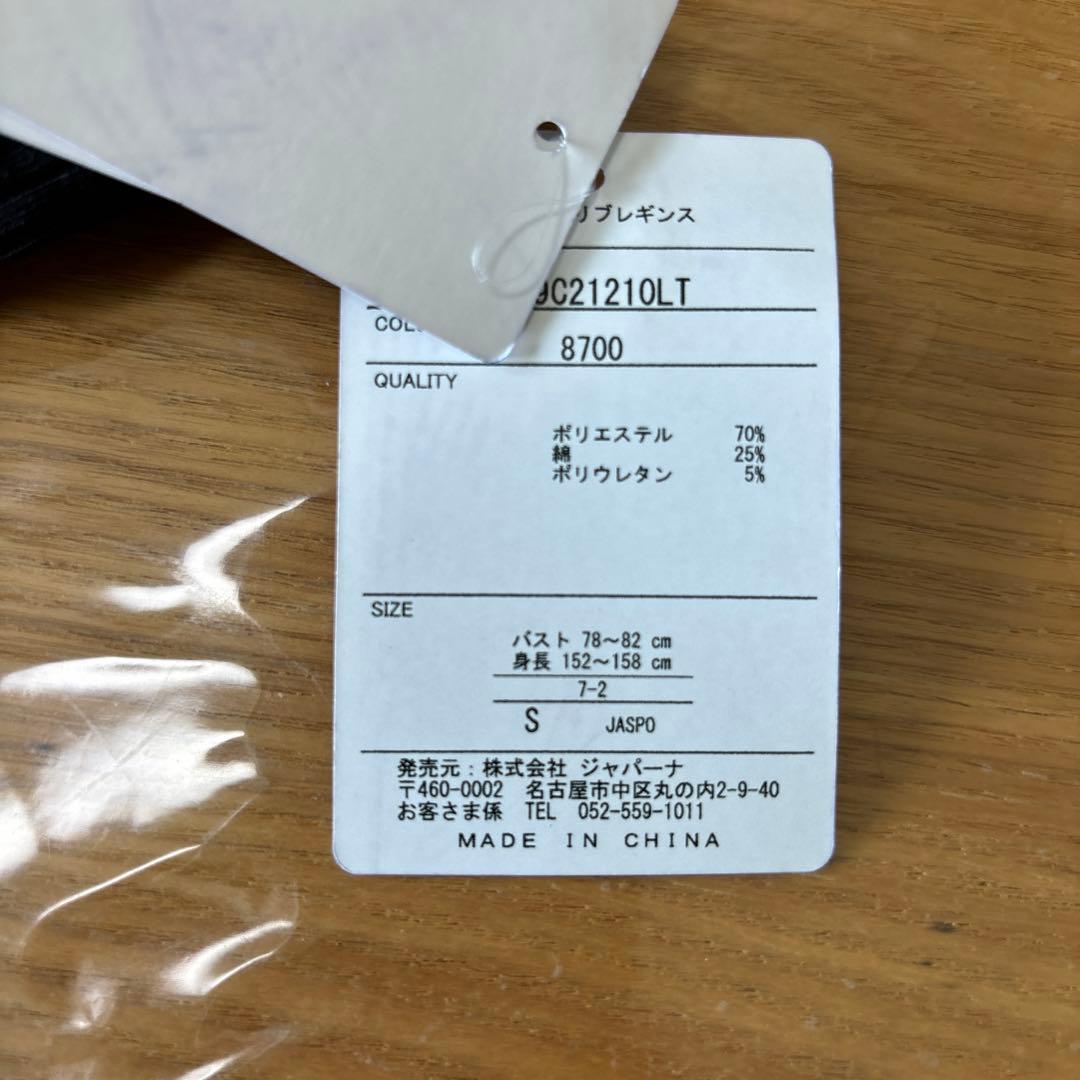 リブレギンス
9C21210LT
8700
QUALITY
ポリエステル 70%
綿 25%
ポリウレタン 5%
SIZE
バスト 78～82 cm
身長 152～158 cm
7-2
S JASPO
発売元：株式会社 ジャパーナ
〒460-0002 名古屋市中区丸の内2-9-40
お客さま係 TEL 052-559-1011
MADE IN CHINA